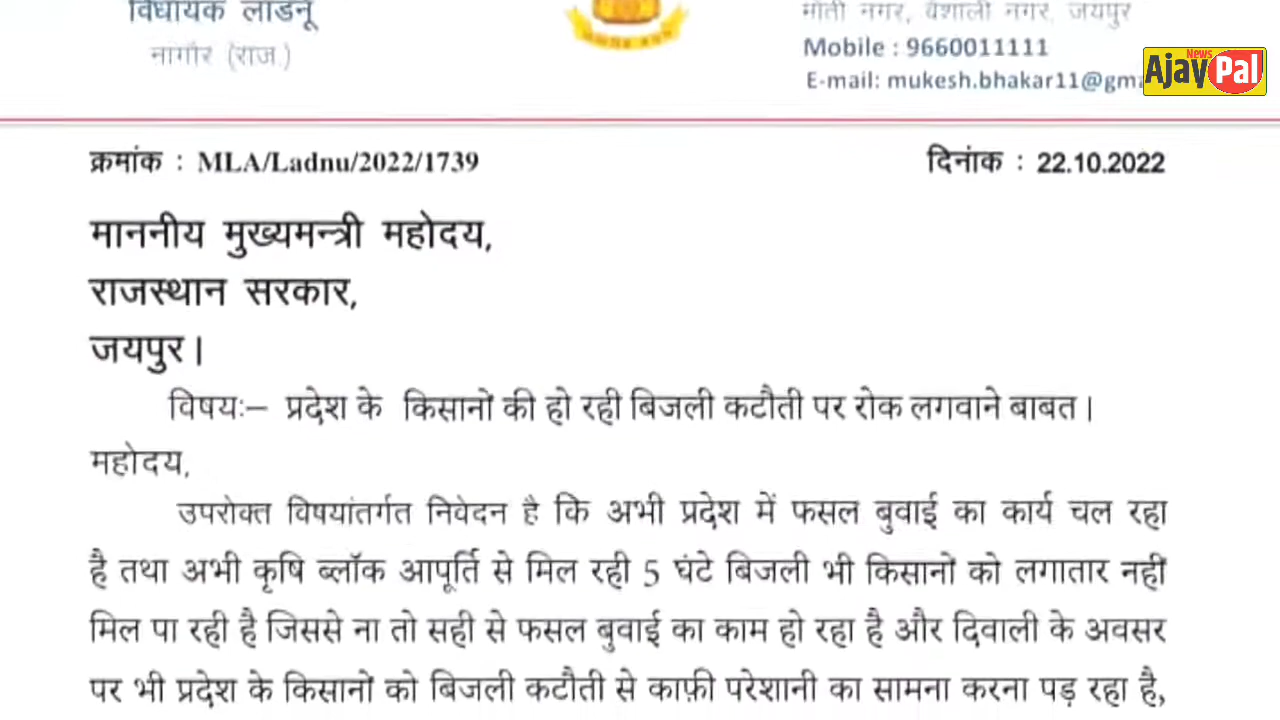 विधायक लाडनू
नागौर (राज.)
मोती नगर, वैशाली नगर, जयपुर
Mobile : 9660011111
E-mail: mukesh.bhakar11@gma
News
AjayPal
क्रमांक : MLA/Ladnu/2022/1739
दिनांक : 22.10.2022
माननीय मुख्यमन्त्री महोदय,
राजस्थान सरकार,
जयपुर।
विषयः– प्रदेश के किसानों की हो रही बिजली कटौती पर रोक लगवाने बाबत।
महोदय,
उपरोक्त विषयांतर्गत निवेदन है कि अभी प्रदेश में फसल बुवाई का कार्य चल रहा
है तथा अभी कृषि ब्लॉक आपूर्ति से मिल रही 5 घंटे बिजली भी किसानों को लगातार नहीं
मिल पा रही है जिससे ना तो सही से फसल बुवाई का काम हो रहा है और दिवाली के अवसर
पर भी प्रदेश के किसानों को बिजली कटौती से काफ़ी परेशानी का सामना करना पड़ रहा है,